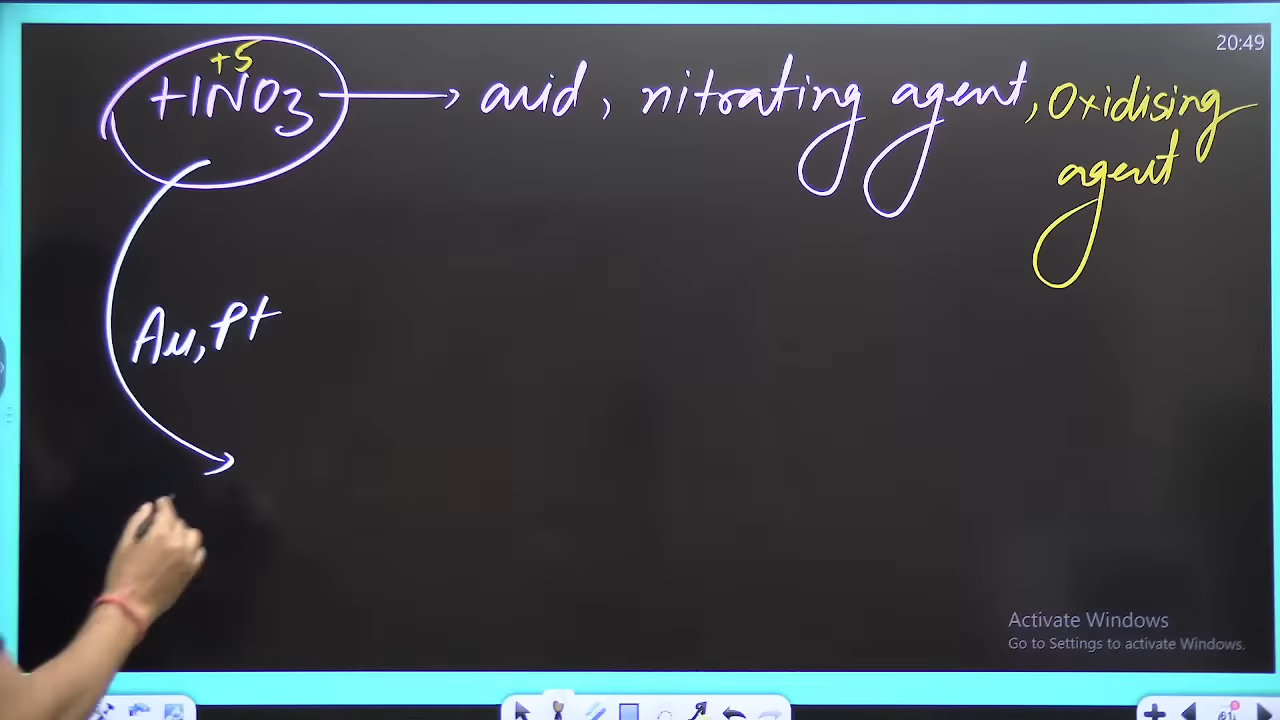 20:49
+5
HNO3 → acid, nitrating agent, Oxidising
agent
Au, Pt
Activate Windows
Go to Settings to activate Windows.
61